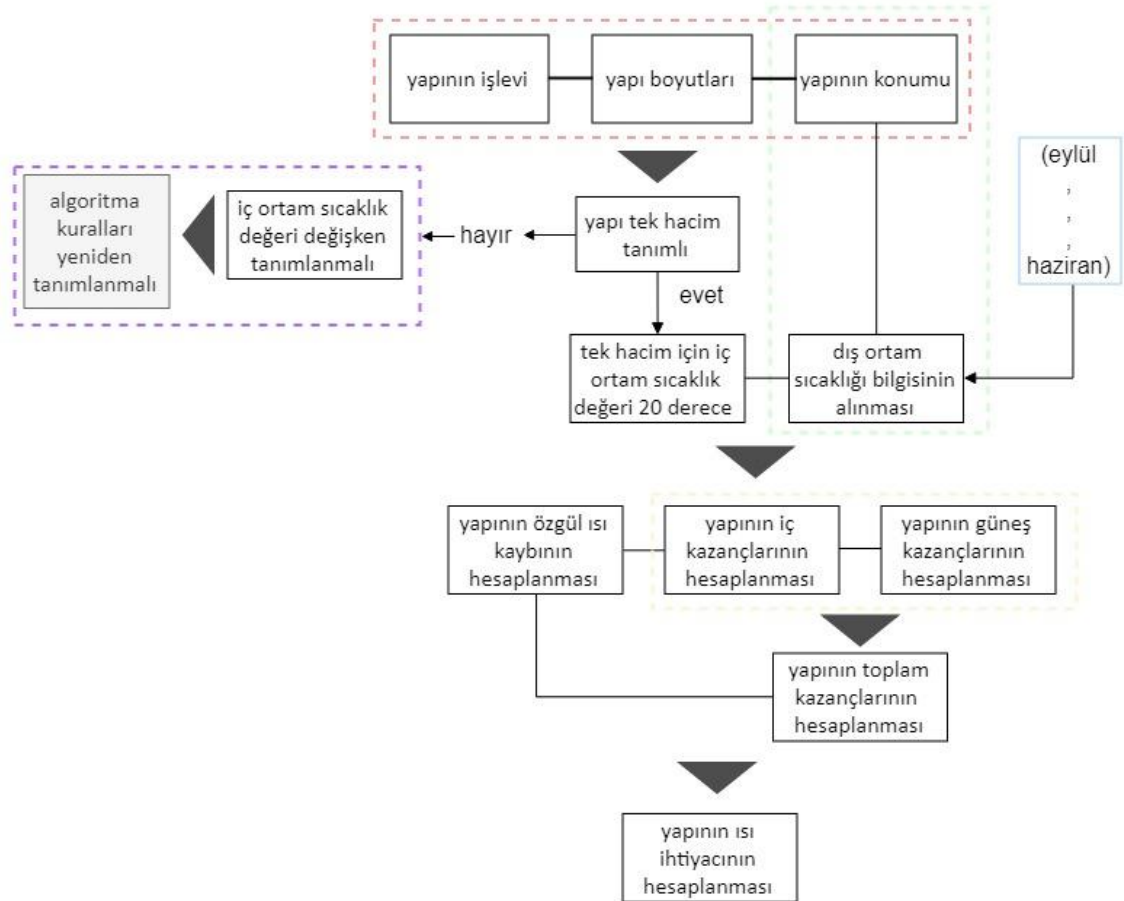 yapının işlevi
yapı boyutları
yapının konumu
(eylül
,
,
,
haziran)
algoritma
kuralları
yeniden
tanımlanmalı
iç ortam sıcaklık
değeri değişken
tanımlanmalı
hayır
yapı tek hacim
tanımlı
evet
tek hacim için iç
ortam sıcaklık
değeri 20 derece
dış ortam
sıcaklığı bilgisinin
alınması
yapının özgül ısı
kaybının
hesaplanması
yapının iç
kazançlarının
hesaplanması
yapının güneş
kazançlarının
hesaplanması
yapının toplam
kazançlarının
hesaplanması
yapının ısı
ihtiyacının
hesaplanması